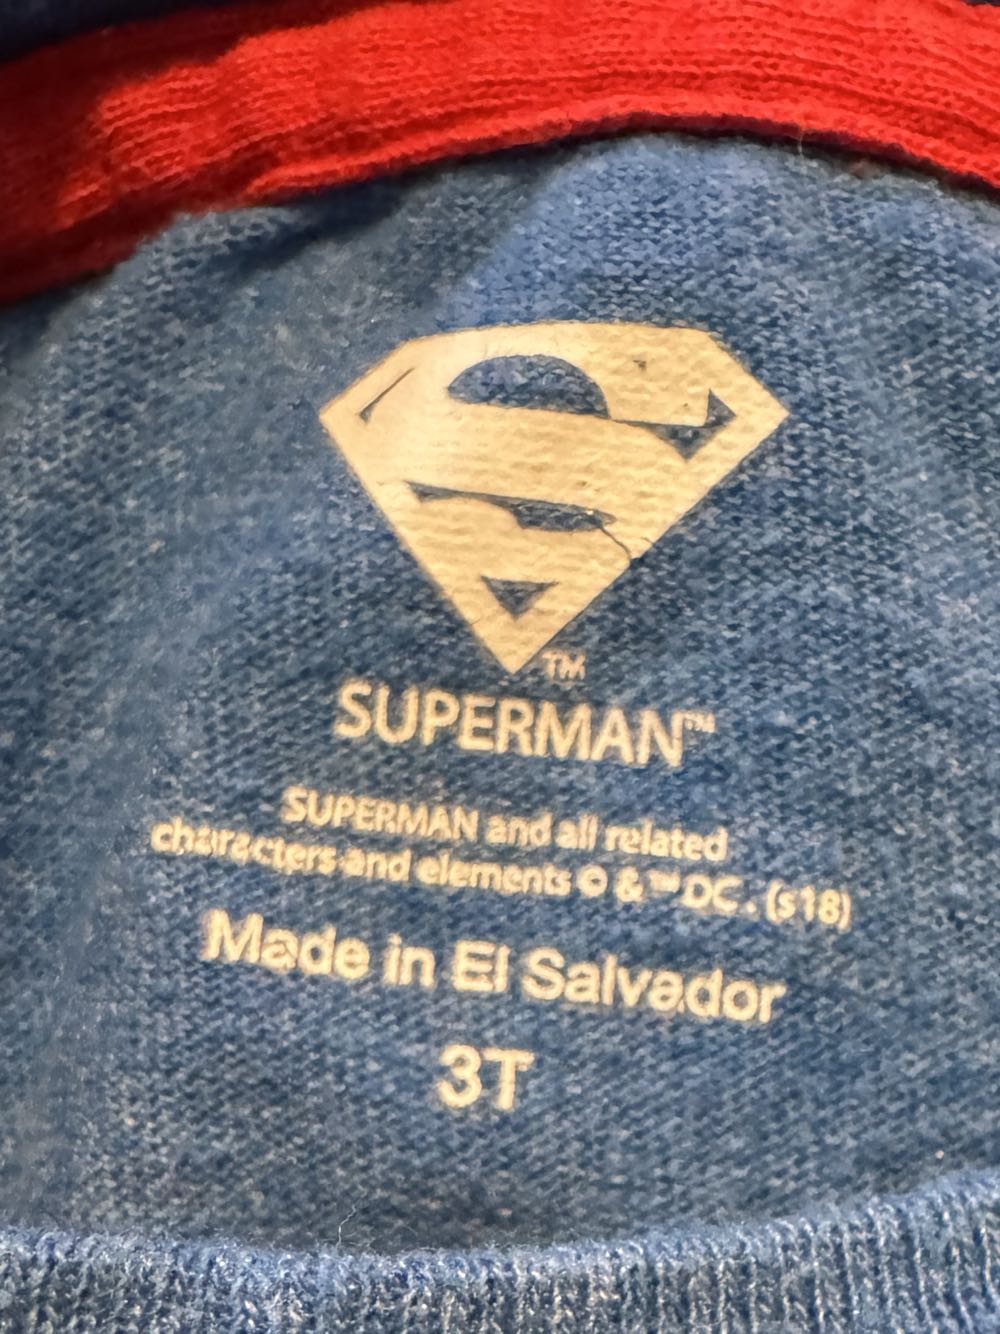 S
TM
SUPERMAN™
SUPERMAN and all related
characters and elements © & ™ DC. (s18)
Made in El Salvador
3T